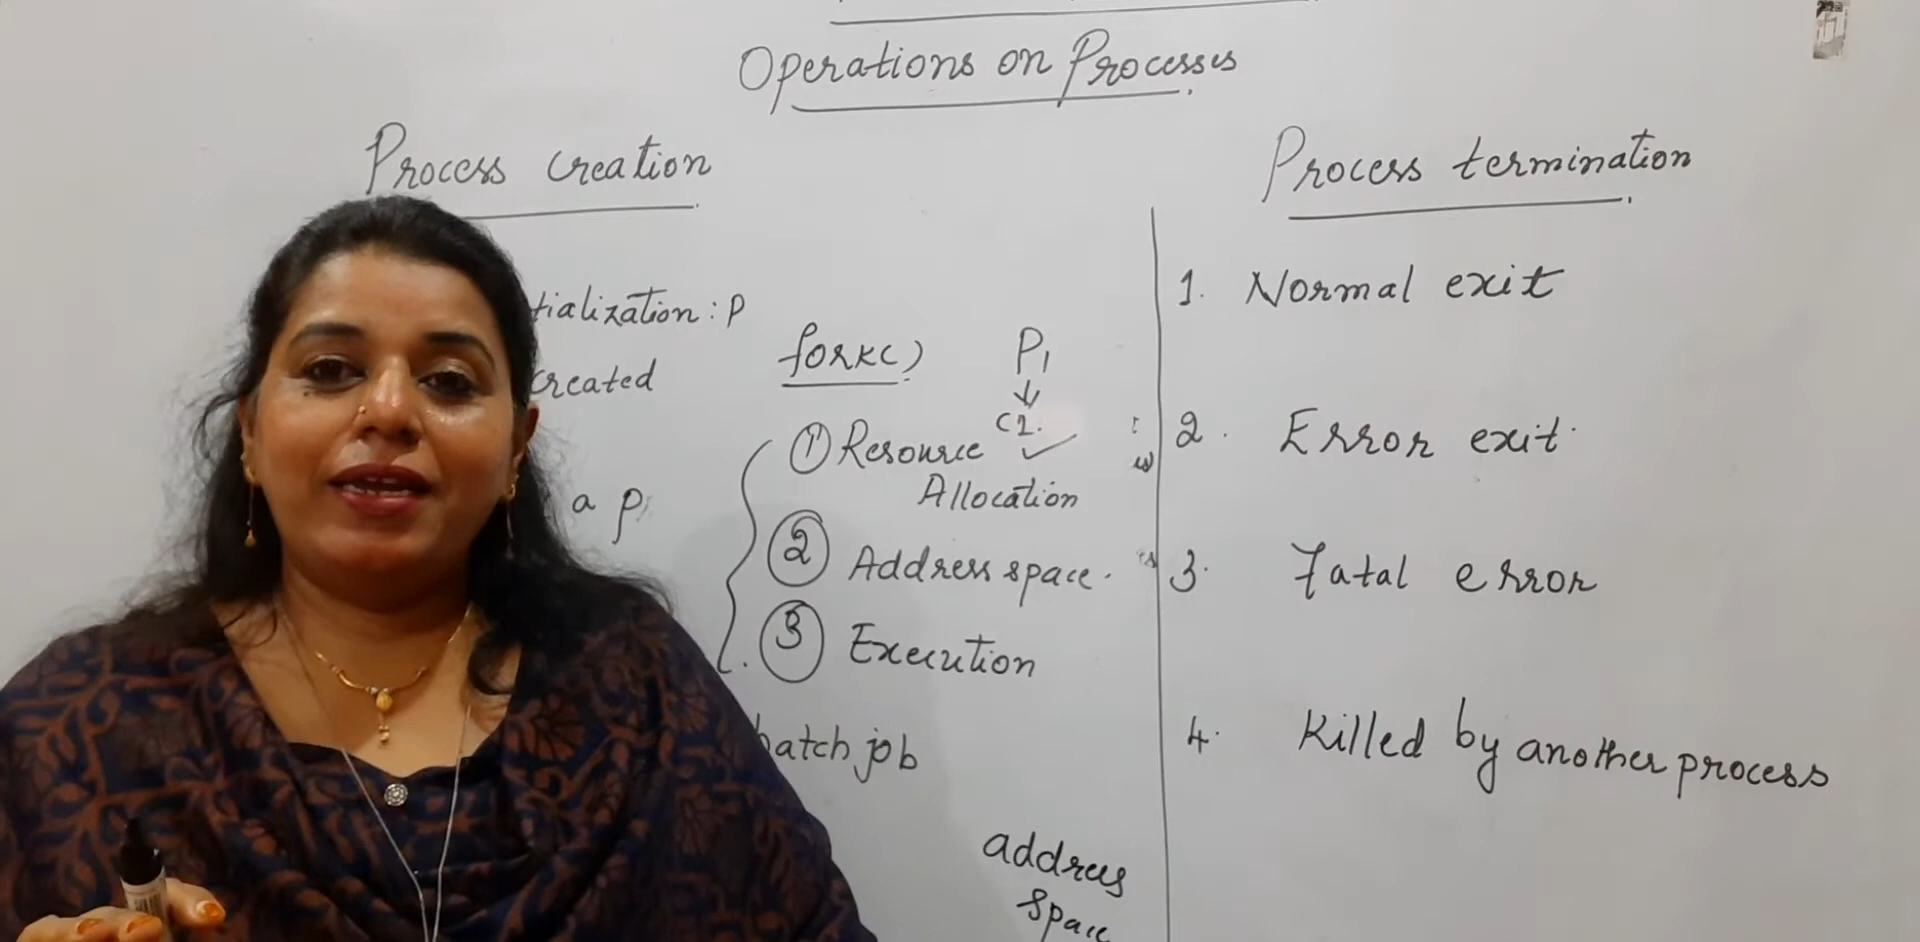 Operations on Processes
Process creation
tialization : P
created
a p
fork()
P1
C1.
① Resource
Allocation
② Address space.
③ Execution
batch job
address
space
Process termination
1. Normal exit
2. Error exit.
3. Fatal error
4. Killed by another process